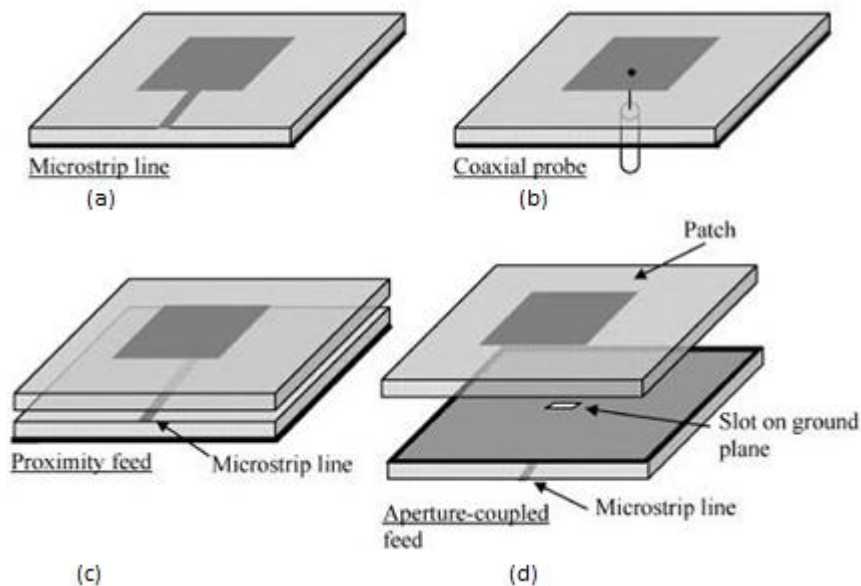 Microstrip line
(a)
Coaxial probe
(b)
Patch
Proximity feed
Microstrip line
(c)
Slot on ground
plane
Microstrip line
Aperture-coupled
feed
(d)